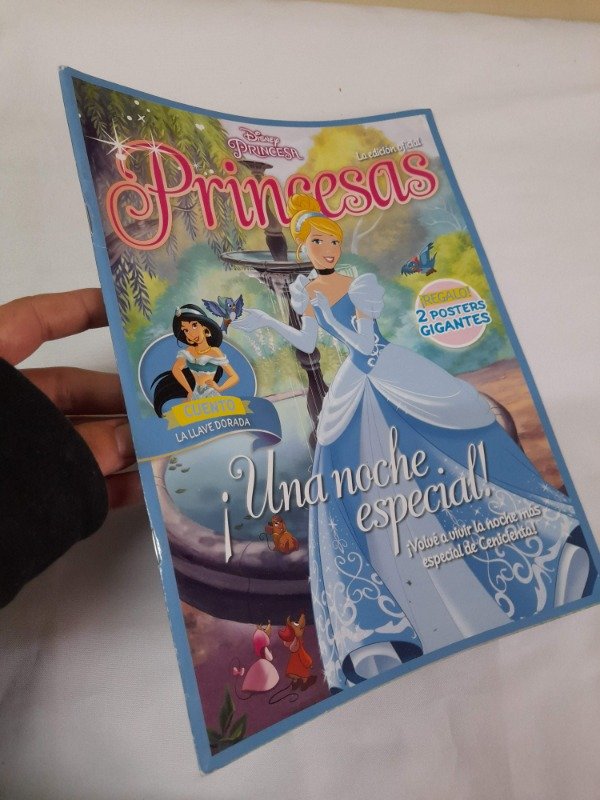 Disney
PRINCESA
La edición oficial
Princesas
¡REGALO!
2 POSTERS
GIGANTES
CUENTO
LA LLAVE DORADA
¡Una noche
especial!
¡Volvé a vivir la noche más
especial de Cenicienta!